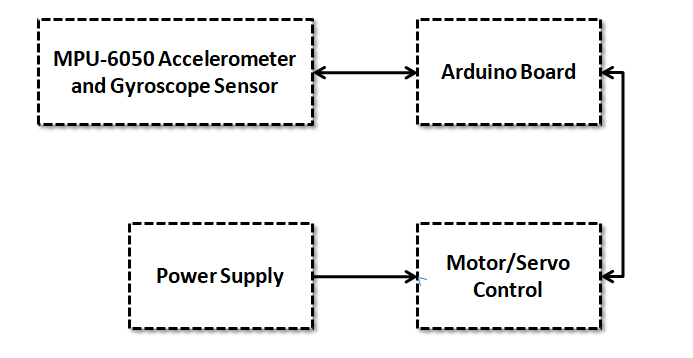 MPU-6050 Accelerometer
and Gyroscope Sensor
Arduino Board
Power Supply
Motor/Servo
Control